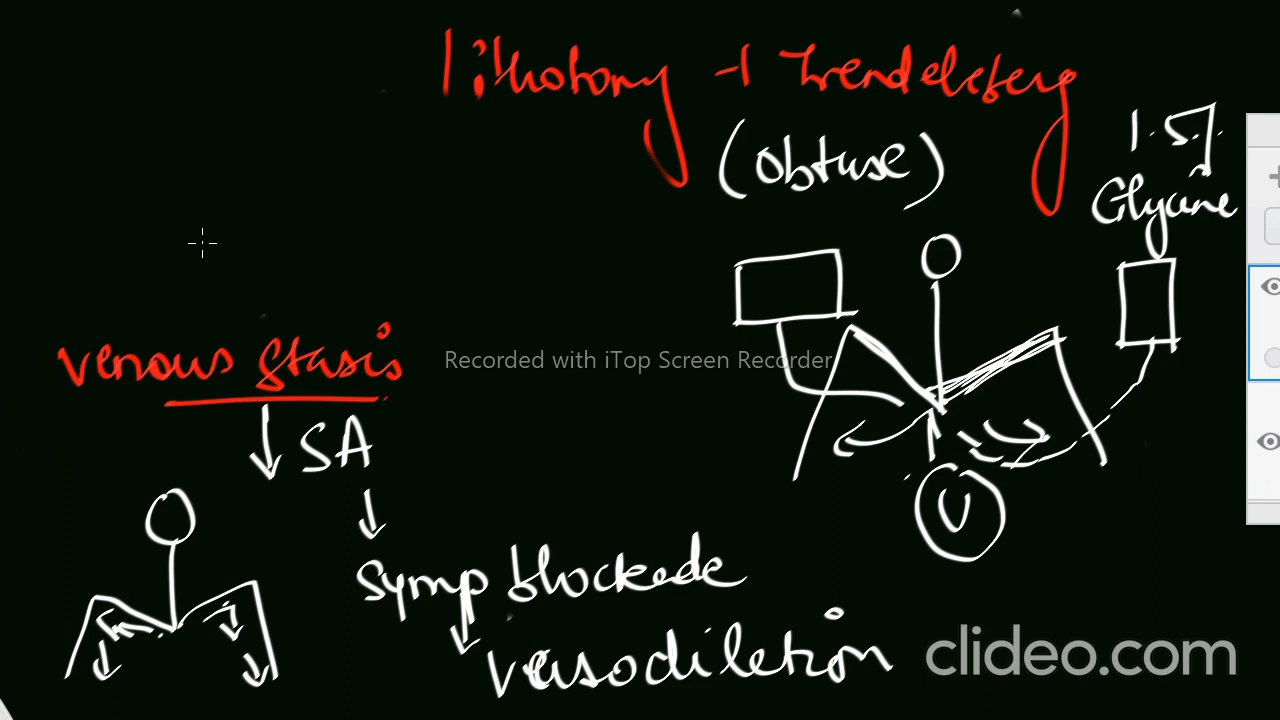 lithotomy + Trendelenberg
(Obtuse)
1.5%
Glycine
venous stasis
Recorded with iTop Screen Recorder
SA
U
Symp blockade
vasodilation
clideo.com